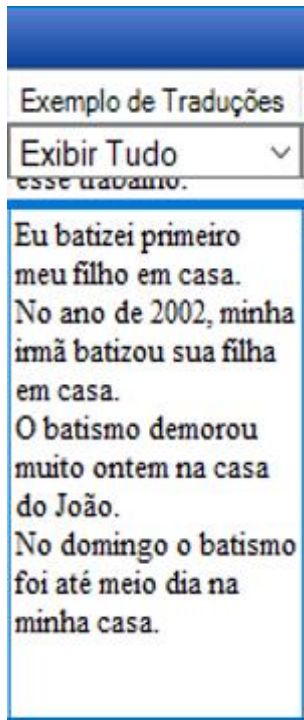 Exemplo de Traduções
Exibir Tudo
esse trabalho.
Eu batizei primeiro
meu filho em casa.
No ano de 2002, minha
irmã batizou sua filha
em casa.
O batismo demorou
muito ontem na casa
do João.
No domingo o batismo
foi até meio dia na
minha casa.